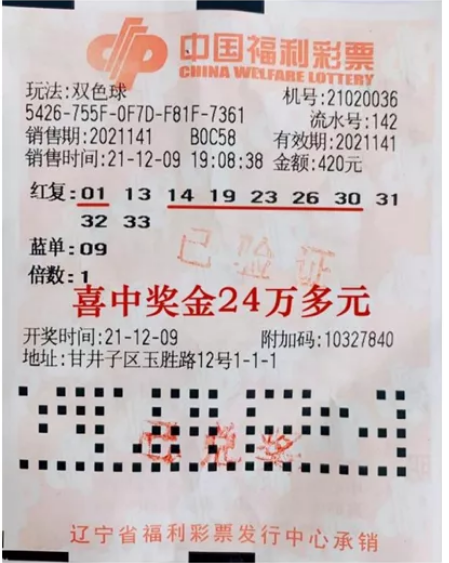 中国福利彩票
CHINA WELFARE LOTTERY
玩法:双色球 机号:21020036
5426-755F-0F7D-F81F-7361 流水号:142
销售期:2021141 B0C58 有效期:2021141
销售时间:21-12-09 19:08:38 金额:420元
红复:01 13 14 19 23 26 30 31
32 33
已验证
蓝单:09
倍数:1
喜中奖金24万多元
开奖时间:21-12-09 附加码:10327840
地址:甘井子区玉胜路12号1-1-1
已兑奖
辽宁省福利彩票发行中心承销